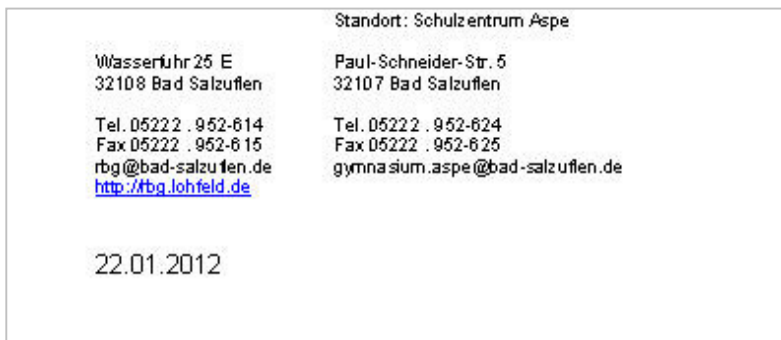 Standort: Schulzentrum Aspe
Wasserfuhr 25 E
32108 Bad Salzuflen
Tel. 05222 . 952-614
Fax 05222 . 952-615
rbg@bad-salzuflen.de
http://rbg.lohfeld.de
Paul-Schneider-Str. 5
32107 Bad Salzuflen
Tel. 05222 . 952-624
Fax 05222 . 952-625
gymnasium.aspe@bad-salzuflen.de
22.01.2012